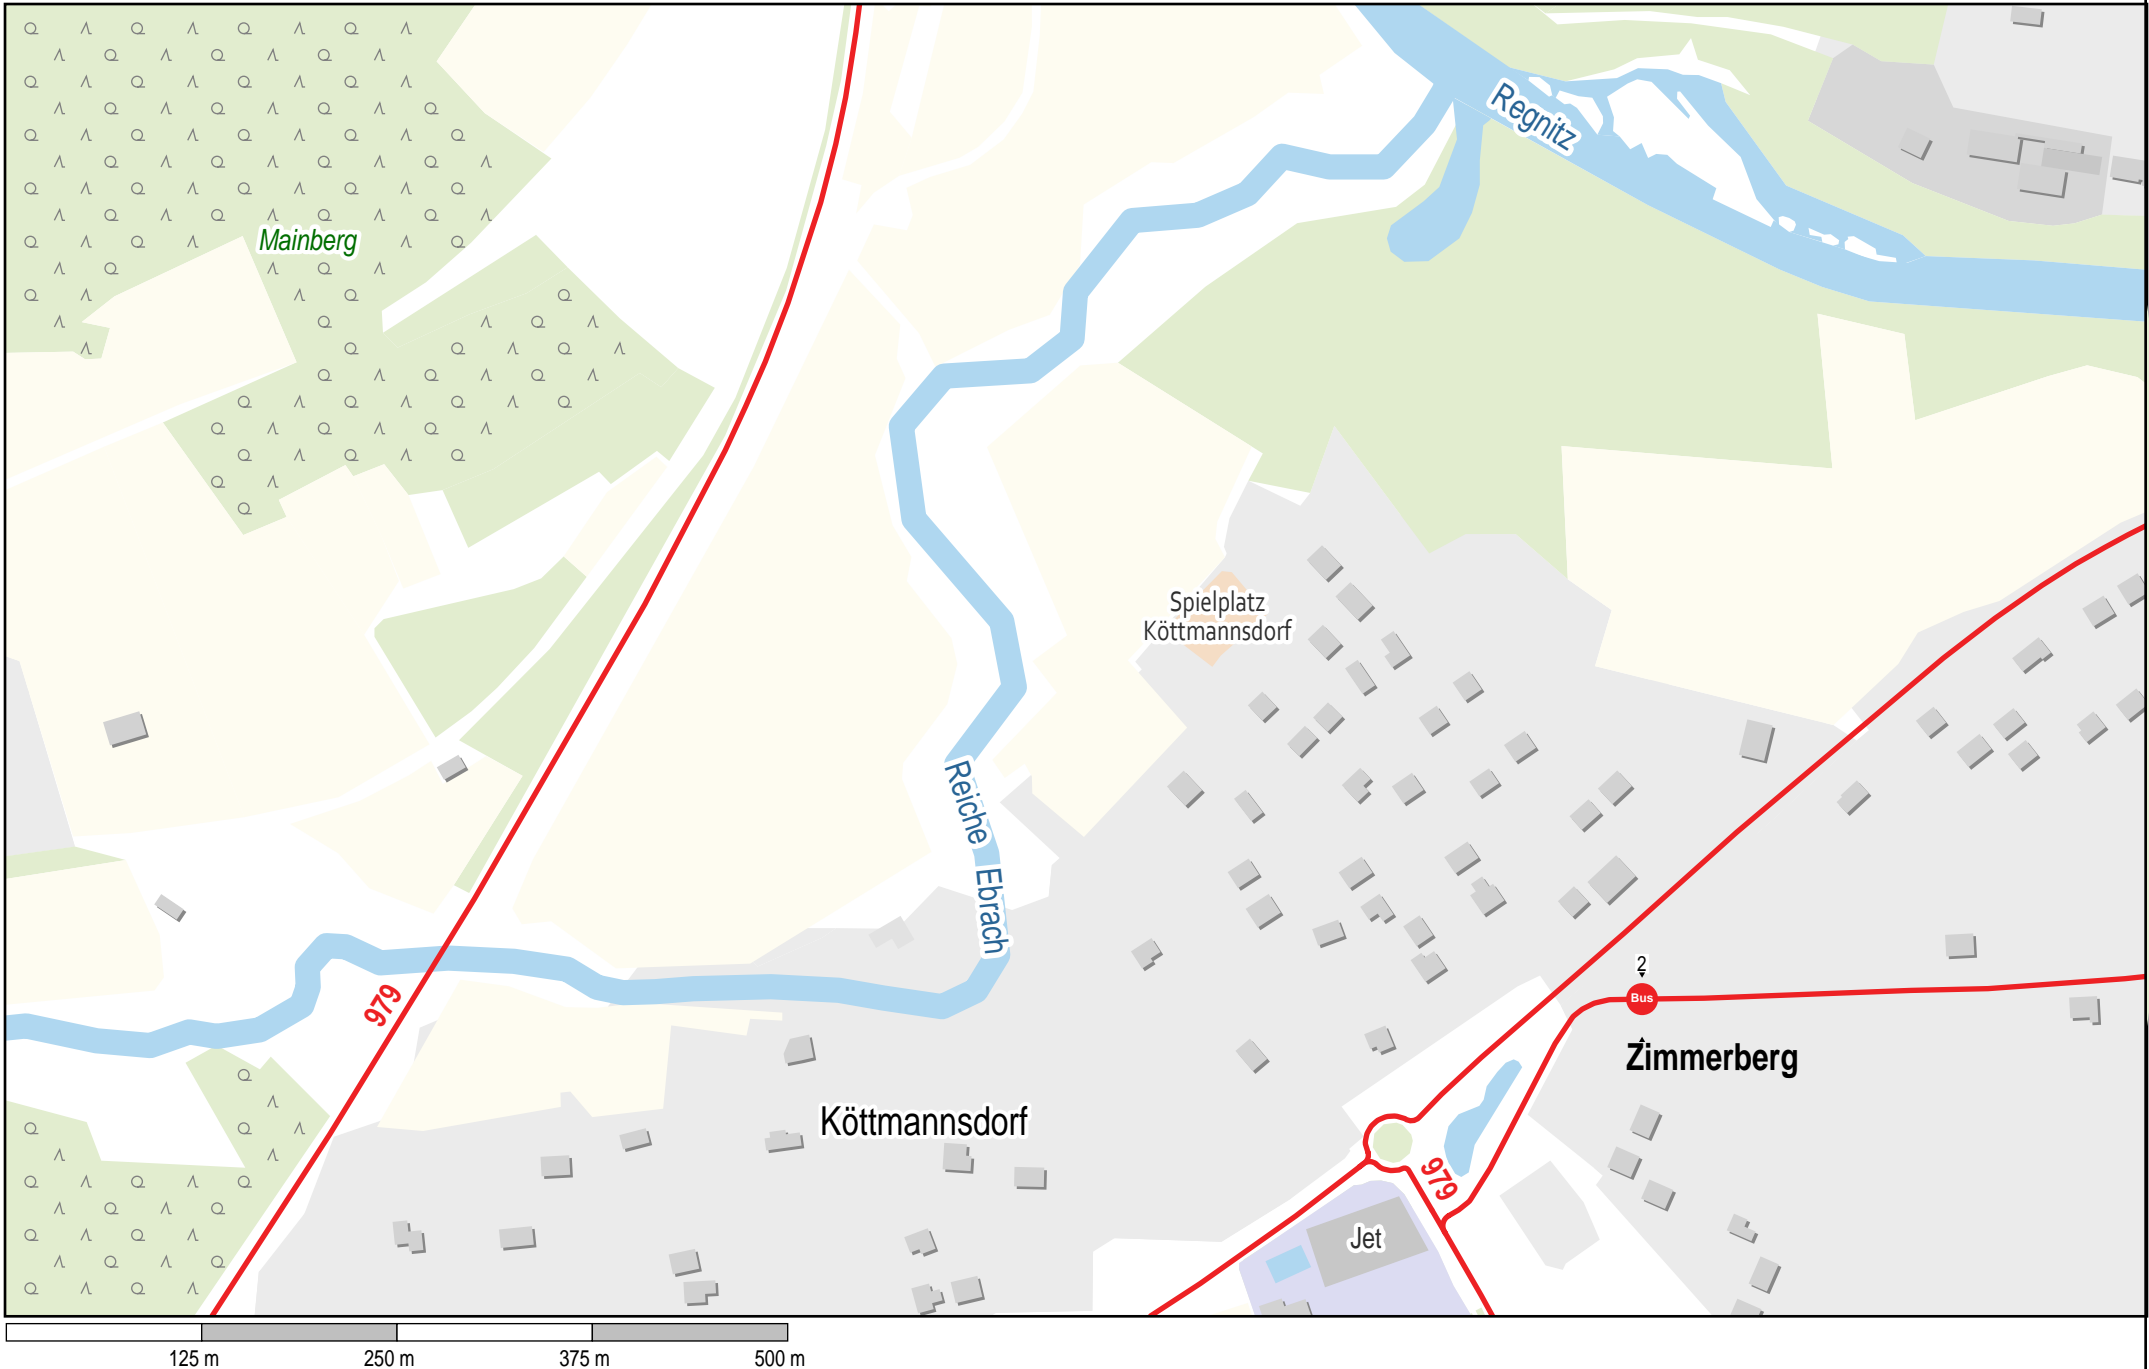 Regnitz
Mainberg
Spielplatz
Köttmannsdorf
Reiche Ebrach
979
2
Bus
Zimmerberg
Köttmannsdorf
979
Jet
125 m
250 m
375 m
500 m